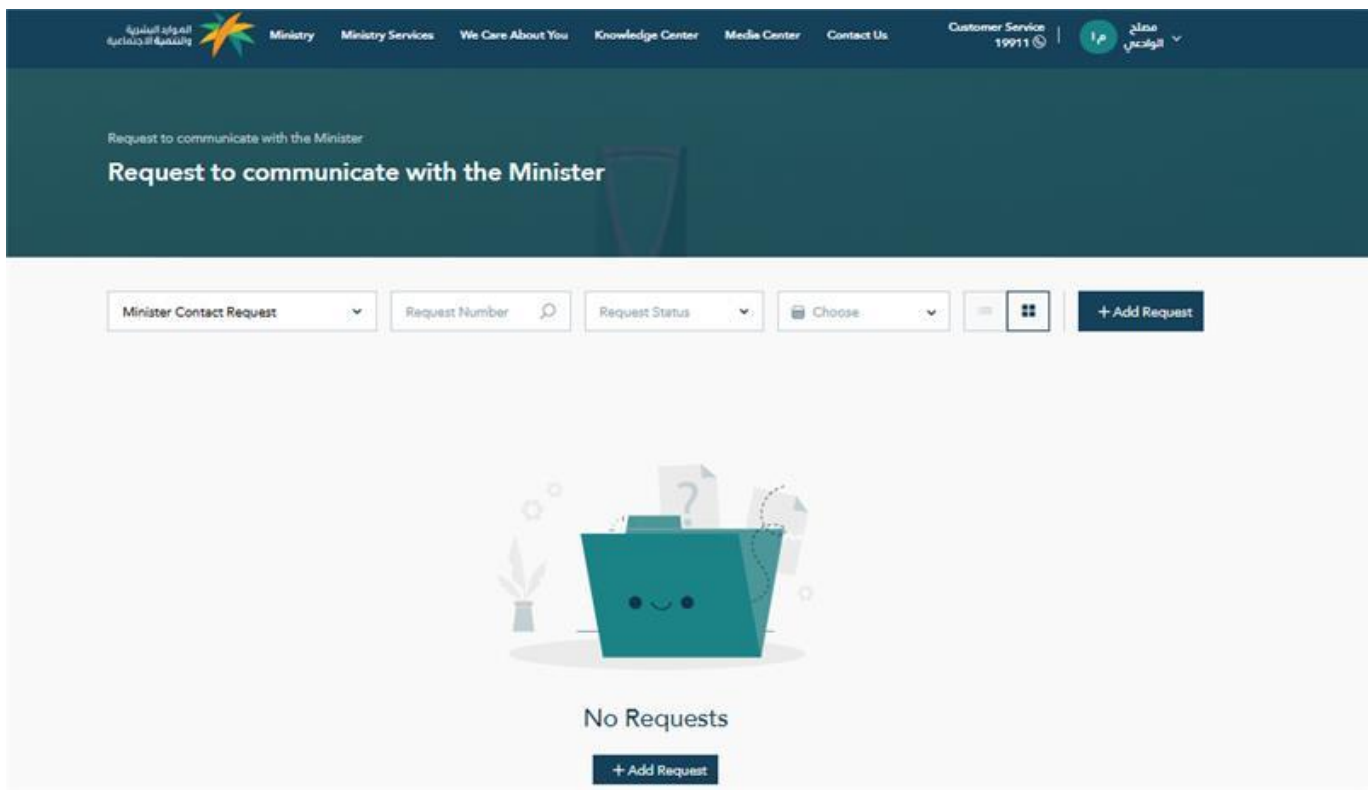 الموارد البشرية
والتنمية الاجتماعية
Ministry
Ministry Services
We Care About You
Knowledge Center
Media Center
Contact Us
Customer Service
19911
م ا
مصلح
الوادعي
Request to communicate with the Minister
Request to communicate with the Minister
Minister Contact Request
Request Number
Request Status
Choose
+ Add Request
?
No Requests
+ Add Request